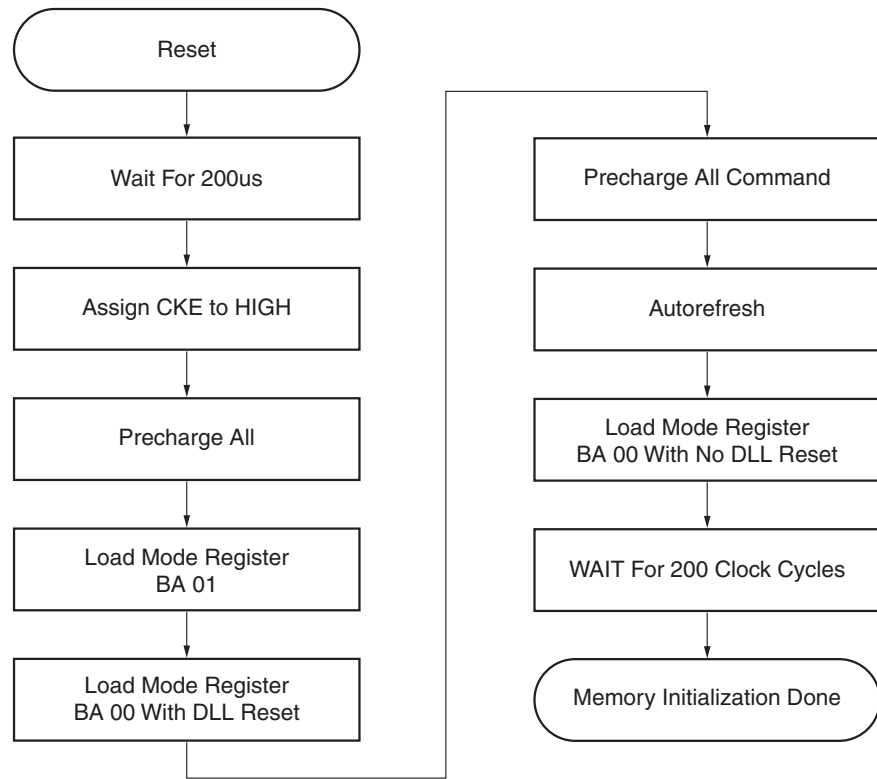 Reset
Wait For 200us
Assign CKE to HIGH
Precharge All
Load Mode Register
BA 01
Load Mode Register
BA 00 With DLL Reset
Precharge All Command
Autorefresh
Load Mode Register
BA 00 With No DLL Reset
WAIT For 200 Clock Cycles
Memory Initialization Done